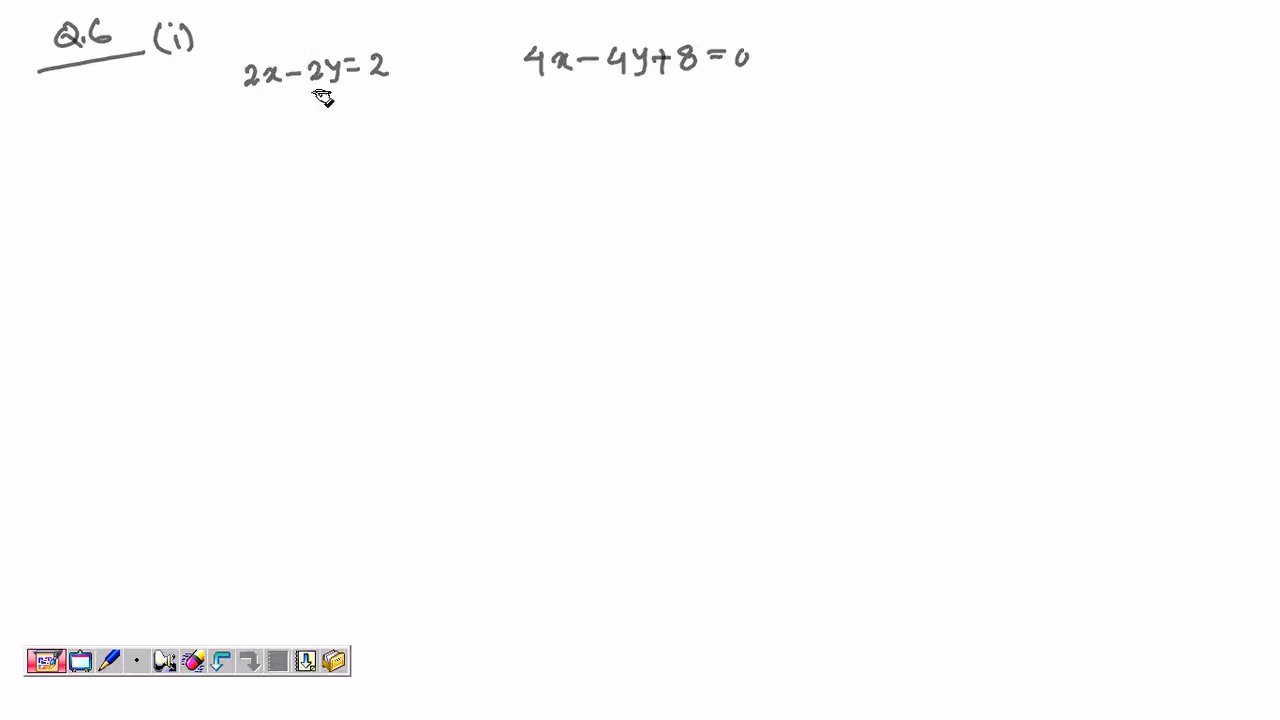 Q.6 (i)
2x - 2y = 2 4x - 4y + 8 = 0